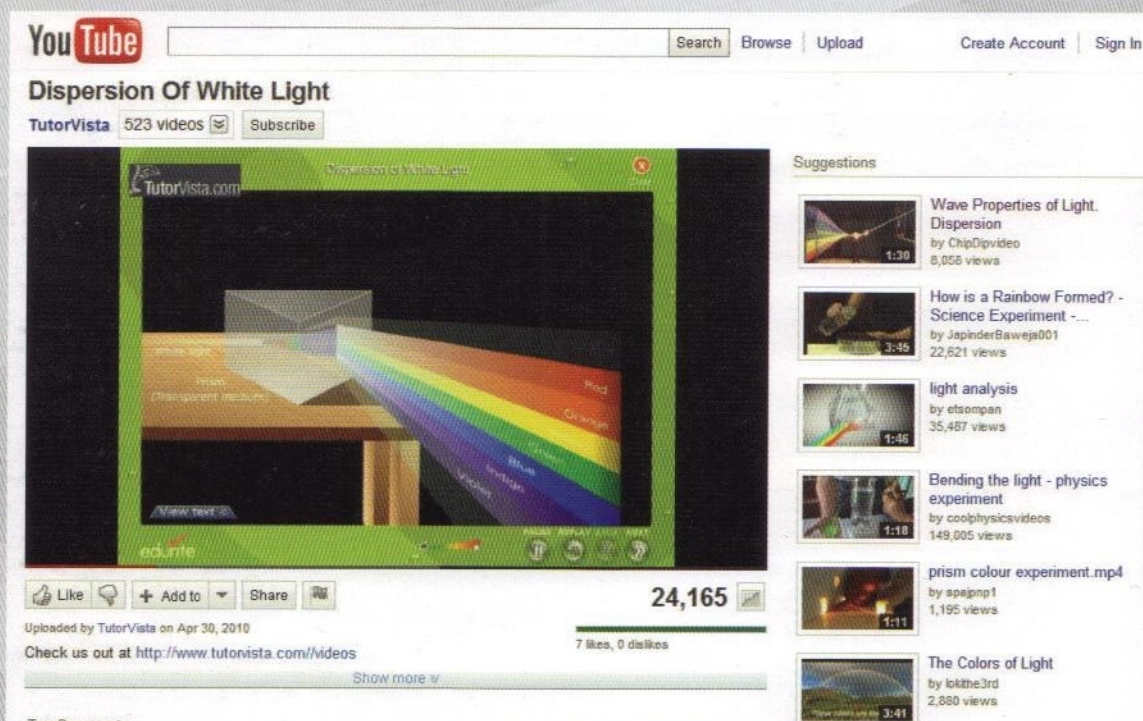 YouTube
Search Browse Upload Create Account Sign In
Dispersion Of White Light
TutorVista 523 videos Subscribe
TutorVista.com
Dispersion of White Light
Prism
(Transparent medium)
Red
Orange
Green
Blue
Indigo
Violet
View text
edurite
Like Add to Share
24,165
Uploaded by TutorVista on Apr 30, 2010
7 likes, 0 dislikes
Check us out at http://www.tutorvista.com//videos
Show more
Suggestions
Wave Properties of Light.
Dispersion
by ChipDipvideo
8,056 views
1:30
How is a Rainbow Formed? -
Science Experiment -...
by JapinderBaweja001
22,621 views
3:45
light analysis
by etsompan
35,487 views
1:46
Bending the light - physics
experiment
by coolphysicsvideos
149,005 views
1:18
prism colour experiment.mp4
by spajpnp1
1,195 views
1:11
The Colors of Light
by lokithe3rd
2,880 views
3:41